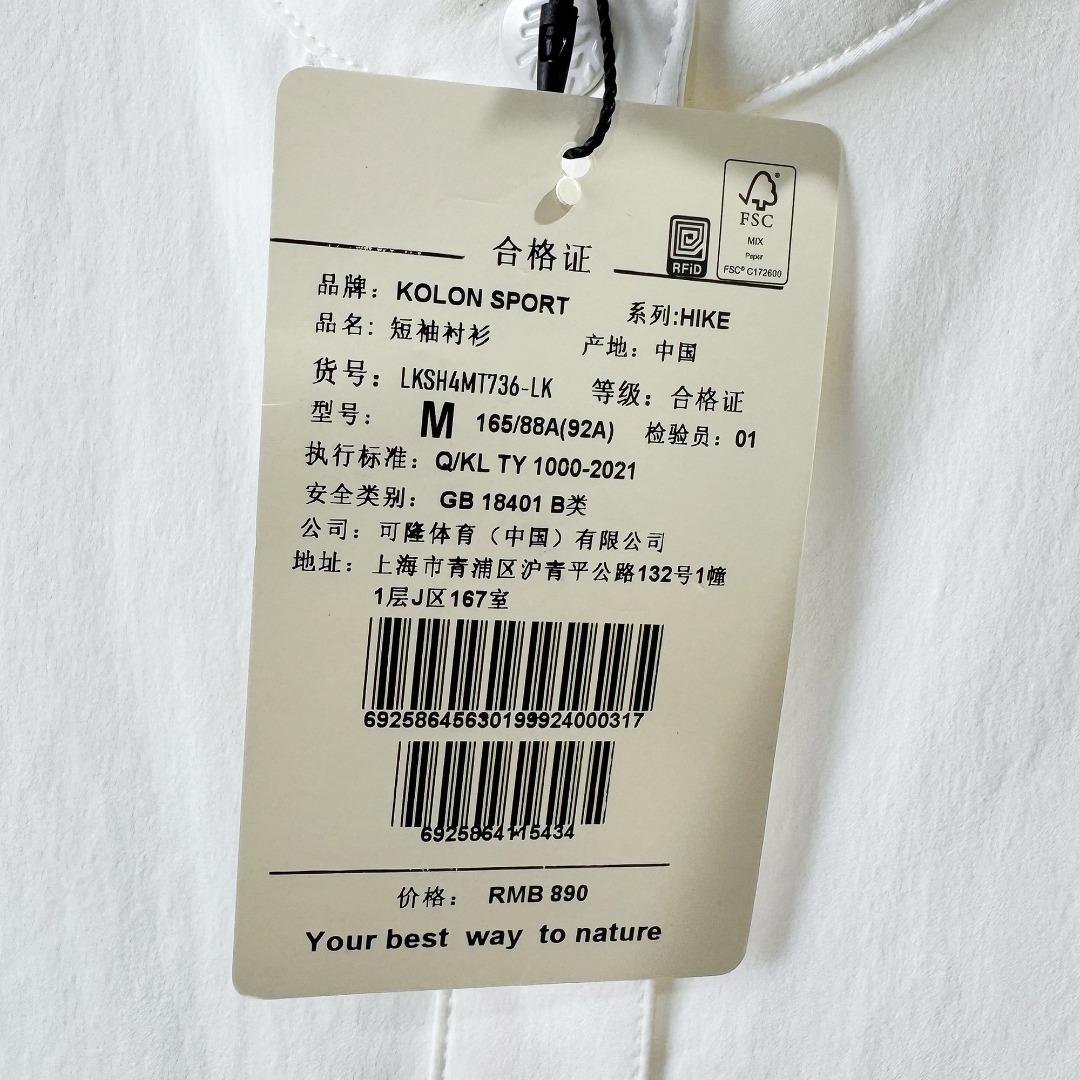 RFiD
FSC®
MIX
Paper
FSC® C172600
合格证
品牌：KOLON SPORT 系列:HIKE
品名：短袖衬衫 产地：中国
货号：LKSH4MT736-LK 等级：合格证
型号：M 165/88A(92A) 检验员：01
执行标准：Q/KL TY 1000-2021
安全类别：GB 18401 B类
公司：可隆体育（中国）有限公司
地址：上海市青浦区沪青平公路132号1幢
1层J区167室
69258645630199924000317
6925864115434
价格：RMB 890
Your best way to nature